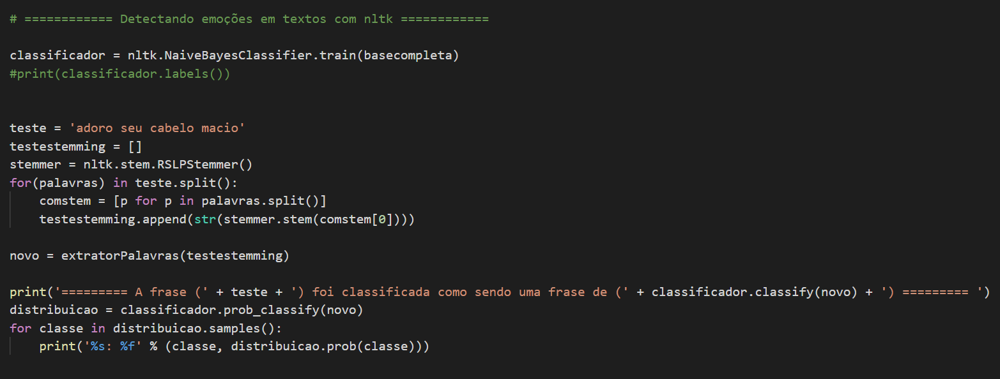 # ============ Detectando emoções em textos com nltk ============
classificador = nltk.NaiveBayesClassifier.train(basecompleta)
#print(classificador.labels())
teste = 'adoro seu cabelo macio'
testestemming = []
stemmer = nltk.stem.RSLPStemmer()
for(palavras) in teste.split():
    comstem = [p for p in palavras.split()]
    testestemming.append(str(stemmer.stem(comstem[0])))
novo = extratorPalavras(testestemming)
print('========= A frase (' + teste + ') foi classificada como sendo uma frase de (' + classificador.classify(novo) + ') ========= ')
distribuicao = classificador.prob_classify(novo)
for classe in distribuicao.samples():
    print('%s: %f' % (classe, distribuicao.prob(classe)))